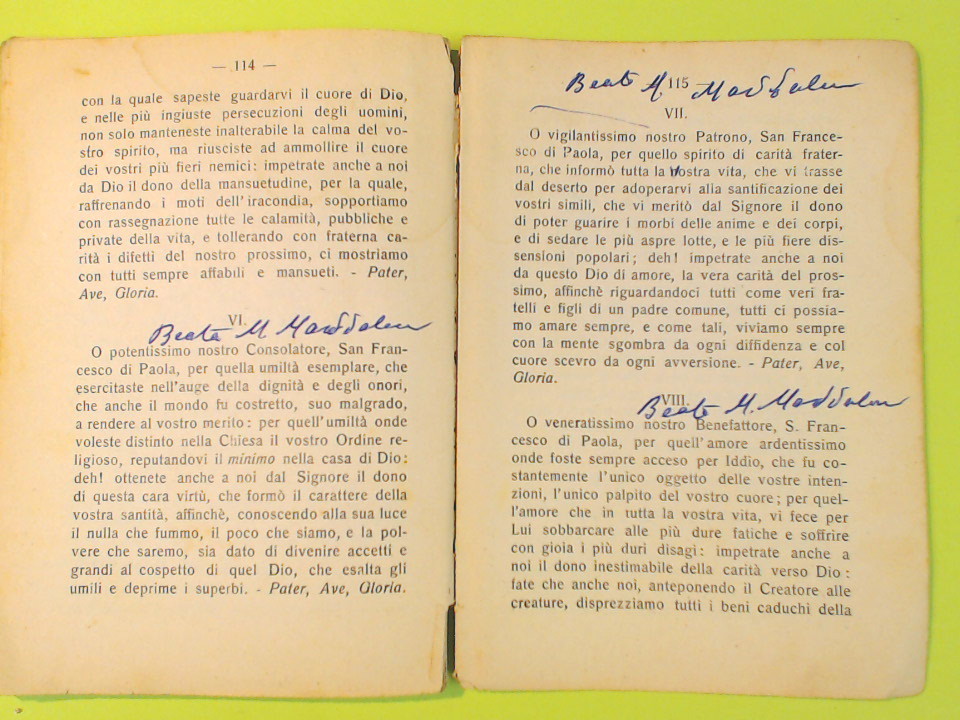 — 114 —
con la quale sapeste guardarvi il cuore di Dio,
e nelle più ingiuste persecuzioni degli uomini,
non solo manteneste inalterabile la calma del vo-
stro spirito, ma riusciste ad ammollire il cuore
dei vostri più fieri nemici: impetrate anche a noi
da Dio il dono della mansuetudine, per la quale,
raffrenando i moti dell'iracondia, sopportiamo
con rassegnazione tutte le calamità, pubbliche e
private della vita, e tollerando con fraterna ca-
rità i difetti del nostro prossimo, ci mostriamo
con tutti sempre affabili e mansueti. - Pater,
Ave, Gloria.
VI.
Beata M Maddalen
O potentissimo nostro Consolatore, San Fran-
cesco di Paola, per quella umiltà esemplare, che
esercitaste nell'auge della dignità e degli onori,
che anche il mondo fu costretto, suo malgrado,
a rendere al vostro merito: per quell'umiltà onde
voleste distinto nella Chiesa il vostro Ordine re-
ligioso, reputandovi il minimo nella casa di Dio:
deh! ottenete anche a noi dal Signore il dono
di questa cara virtù, che formò il carattere della
vostra santità, affinchè, conoscendo alla sua luce
il nulla che fummo, il poco che siamo, e la pol-
vere che saremo, sia dato di divenire accetti e
grandi al cospetto di quel Dio, che esalta gli
umili e deprime i superbi. - Pater, Ave, Gloria.
Beata M. 115 — Maddalen
VII.
O vigilantissimo nostro Patrono, San France-
sco di Paola, per quello spirito di carità frater-
na, che informò tutta la vostra vita, che vi trasse
dal deserto per adoperarvi alla santificazione dei
vostri simili, che vi meritò dal Signore il dono
di poter guarire i morbi delle anime e dei corpi,
e di sedare le più aspre lotte, e le più fiere dis-
sensioni popolari; deh! impetrate anche a noi
da questo Dio di amore, la vera carità del pros-
simo, affinchè riguardandoci tutti come veri fra-
telli e figli di un padre comune, tutti ci possia-
mo amare sempre, e come tali, viviamo sempre
con la mente sgombra da ogni diffidenza e col
cuore scevro da ogni avversione. - Pater, Ave,
Gloria.
VIII.
Beata M. Maddalen
O veneratissimo nostro Benefattore, S. Fran-
cesco di Paola, per quell'amore ardentissimo
onde foste sempre acceso per Iddio, che fu co-
stantemente l'unico oggetto delle vostre inten-
zioni, l'unico palpito del vostro cuore; per quel-
l'amore che in tutta la vostra vita, vi fece per
Lui sobbarcare alle più dure fatiche e soffrire
con gioia i più duri disagi: impetrate anche a
noi il dono inestimabile della carità verso Dio:
fate che anche noi, anteponendo il Creatore alle
creature, disprezziamo tutti i beni caduchi della